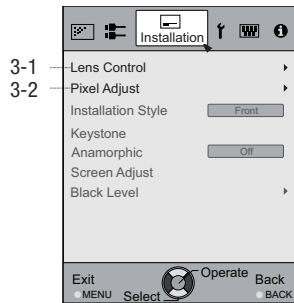 Installation
3-1 Lens Control
3-2 Pixel Adjust
Installation Style Front
Keystone
Anamorphic Off
Screen Adjust
Black Level
Exit Operate Back
MENU Select BACK